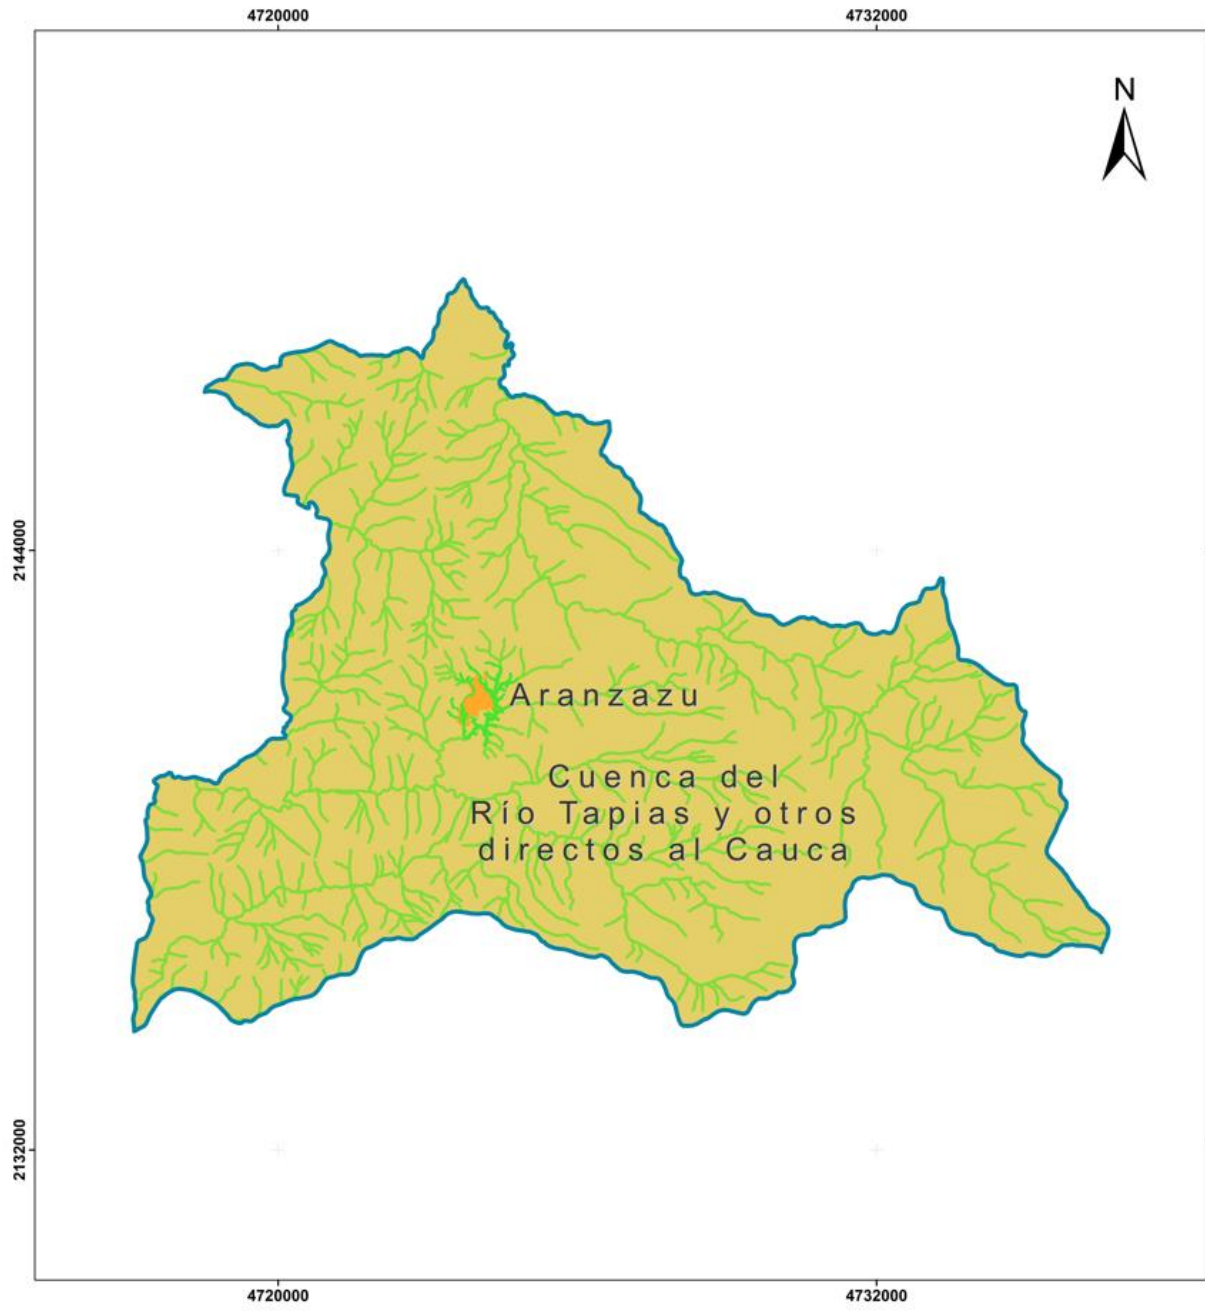 4720000 4732000
N
2144000
Aranzazu
Cuenca del
Río Tapias y otros
directos al Cauca
2132000
4720000 4732000